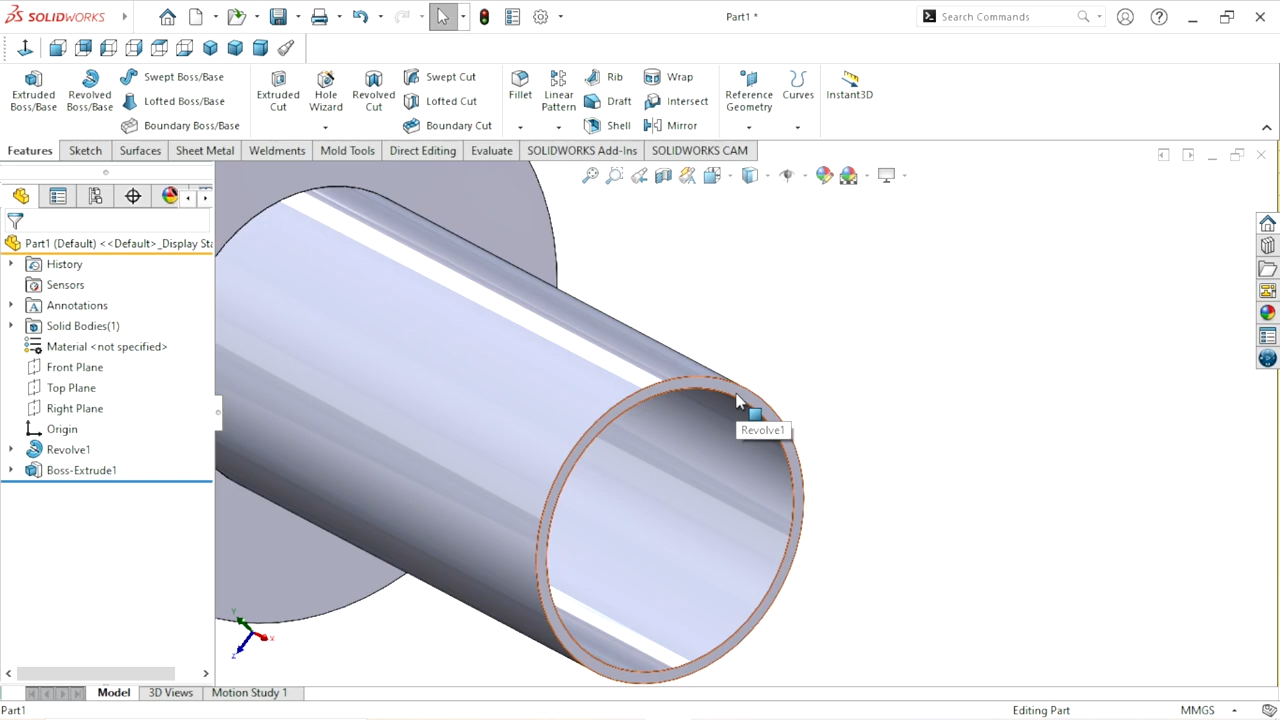 SOLIDWORKS
Part1 *
Search Commands
Extruded Boss/Base
Revolved Boss/Base
Swept Boss/Base
Lofted Boss/Base
Boundary Boss/Base
Extruded Cut
Hole Wizard
Revolved Cut
Swept Cut
Lofted Cut
Boundary Cut
Fillet
Linear Pattern
Rib
Draft
Shell
Wrap
Intersect
Mirror
Reference Geometry
Curves
Instant3D
Features
Sketch
Surfaces
Sheet Metal
Weldments
Mold Tools
Direct Editing
Evaluate
SOLIDWORKS Add-Ins
SOLIDWORKS CAM
Part1 (Default) <<Default>_Display Sta
History
Sensors
Annotations
Solid Bodies(1)
Material <not specified>
Front Plane
Top Plane
Right Plane
Origin
Revolve1
Boss-Extrude1
Revolve1
Y
X
Z
Model
3D Views
Motion Study 1
Part1
Editing Part
MMGS